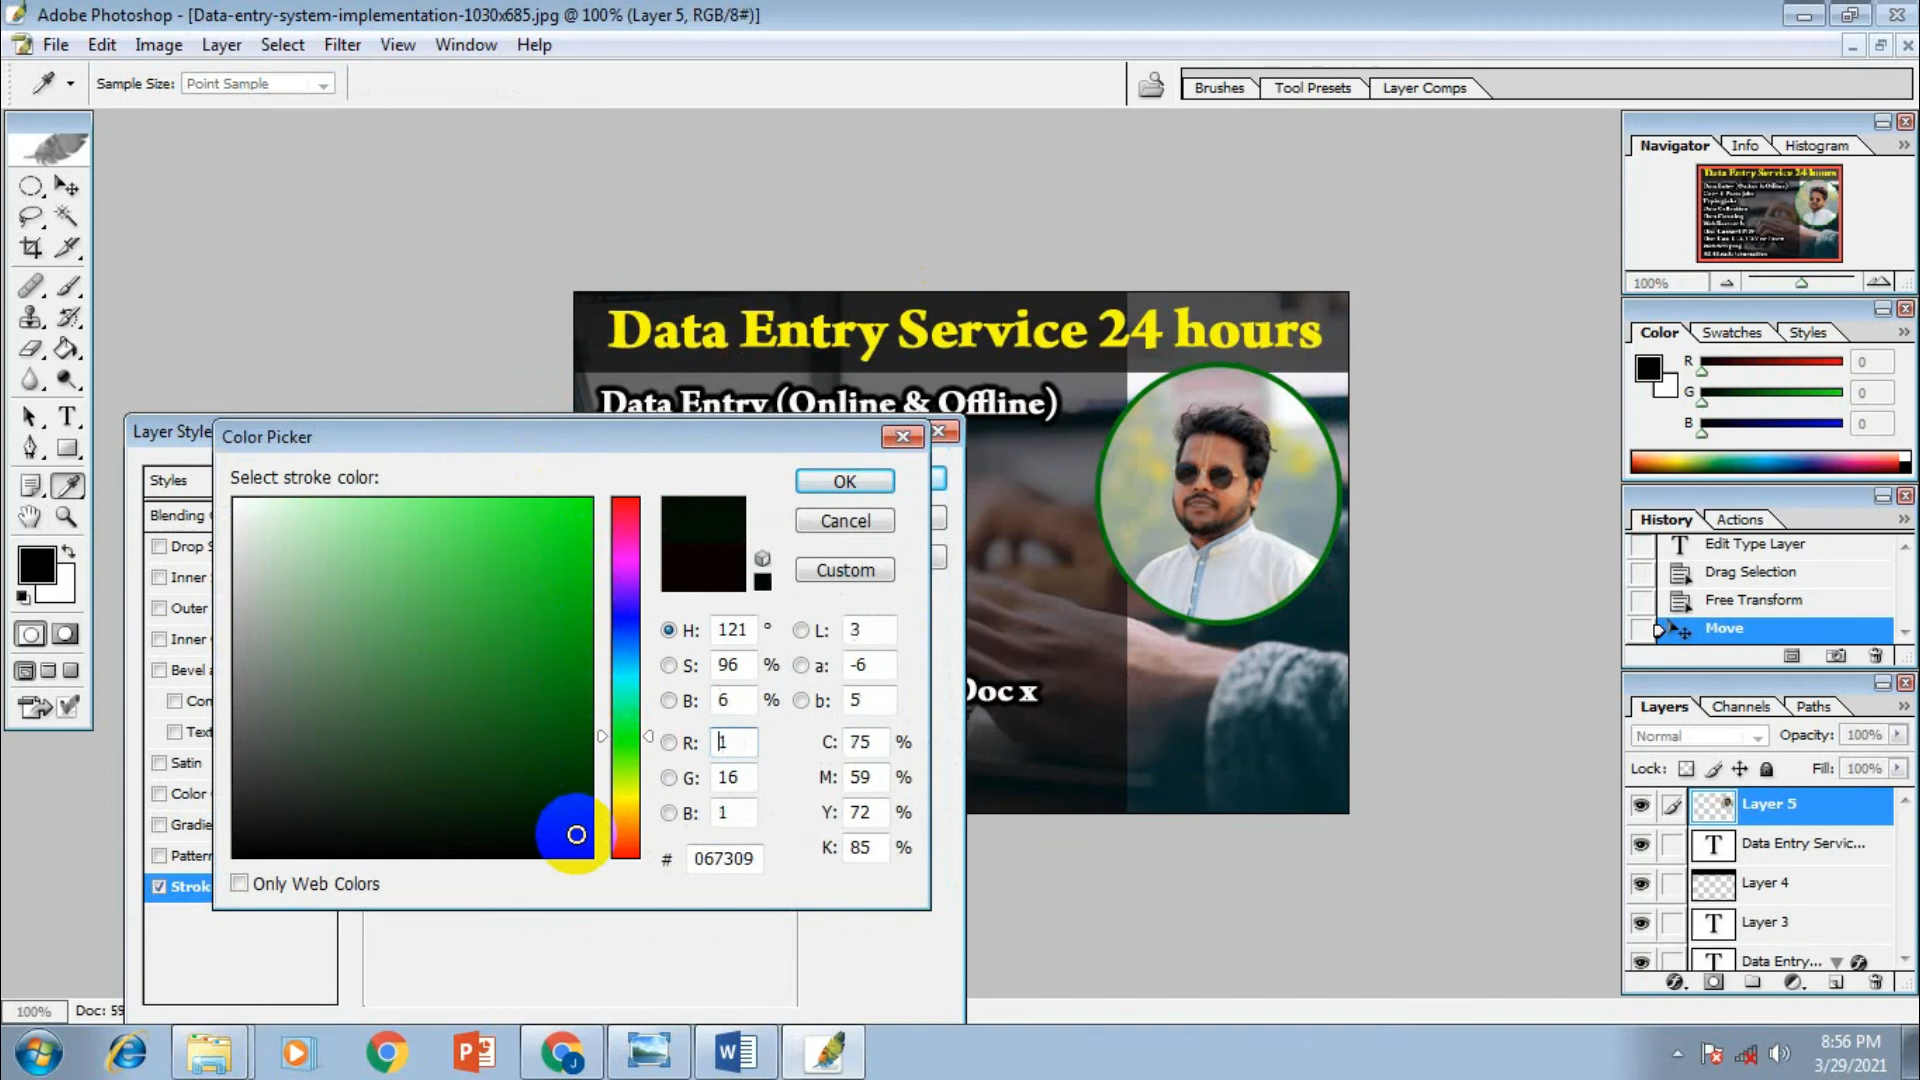 Adobe Photoshop - [Data-entry-system-implementation-1030x685.jpg @ 100% (Layer 5, RGB/8#)]
File Edit Image Layer Select Filter View Window Help
Sample Size: Point Sample
Brushes Tool Presets Layer Comps
Navigator Info Histogram
Data Entry Service 24 hours
100%
Color Swatches Styles
R 0
G 0
B 0
Data Entry Service 24 hours
Data Entry (Online & Offline)
Doc x
Layer Style
Styles
Blending
Drop S
Inner
Outer
Inner
Bevel a
Con
Text
Satin
Color
Gradie
Pattern
Strok
Color Picker
Select stroke color:
OK
Cancel
Custom
H: 121 °
S: 96 %
B: 6 %
R: 1
G: 16
B: 1
# 067309
L: 3
a: -6
b: 5
C: 75 %
M: 59 %
Y: 72 %
K: 85 %
Only Web Colors
History Actions
Edit Type Layer
Drag Selection
Free Transform
Move
Layers Channels Paths
Normal Opacity: 100%
Lock: Fill: 100%
Layer 5
Data Entry Servic...
Layer 4
Layer 3
Data Entry...
100% Doc: 59
8:56 PM
3/29/2021